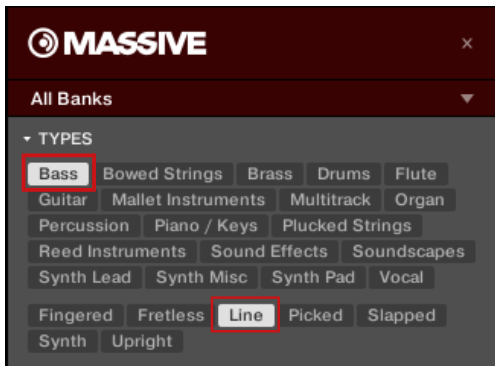 MASSIVE ×
All Banks
TYPES
Bass Bowed Strings Brass Drums Flute
Guitar Mallet Instruments Multitrack Organ
Percussion Piano / Keys Plucked Strings
Reed Instruments Sound Effects Soundscapes
Synth Lead Synth Misc Synth Pad Vocal
Fingered Fretless Line Picked Slapped
Synth Upright